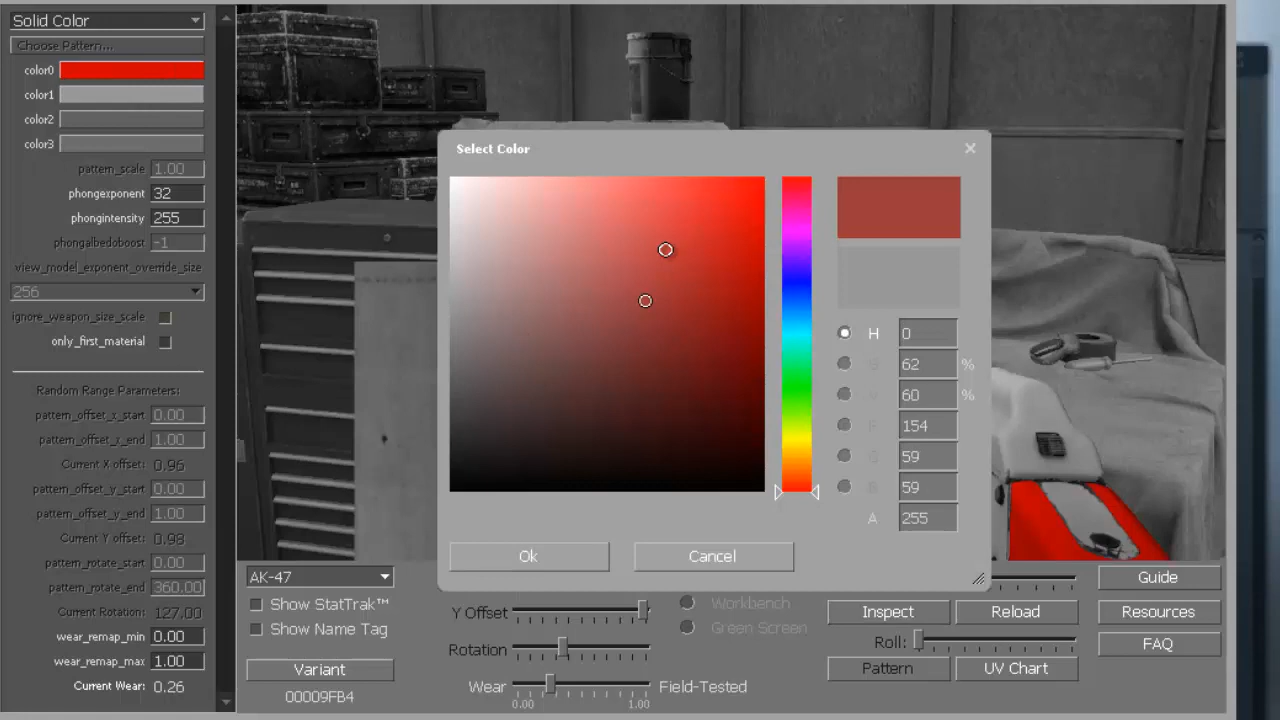 Solid Color
Choose Pattern...
color0
color1
color2
color3
pattern_scale 1.00
phongexponent 32
phongintensity 255
phongalbedoboost -1
view_model_exponent_override_size
256
ignore_weapon_size_scale
only_first_material
Random Range Parameters:
pattern_offset_x_start 0.00
pattern_offset_x_end 1.00
Current X offset: 0.96
pattern_offset_y_start 0.00
pattern_offset_y_end 1.00
Current Y offset: 0.93
pattern_rotate_start 0.00
pattern_rotate_end 360.00
Current Rotation: 127.00
wear_remap_min 0.00
wear_remap_max 1.00
Current Wear: 0.26
Select Color
H 0
S 62 %
V 60 %
R 154
G 59
B 59
A 255
Ok Cancel
AK-47
Show StatTrak™
Show Name Tag
Variant
00009FB4
Y Offset
Rotation
Wear Field-Tested
0.00 1.00
Workbench
Green Screen
Inspect Reload
Roll:
Pattern UV Chart
Guide
Resources
FAQ